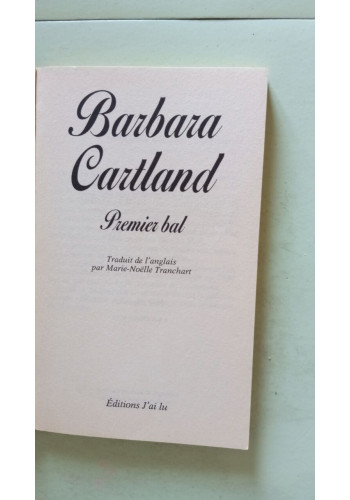 Barbara
Cartland
Premier bal
Traduit de l'anglais
par Marie-Noëlle Tranchart
Éditions J'ai lu